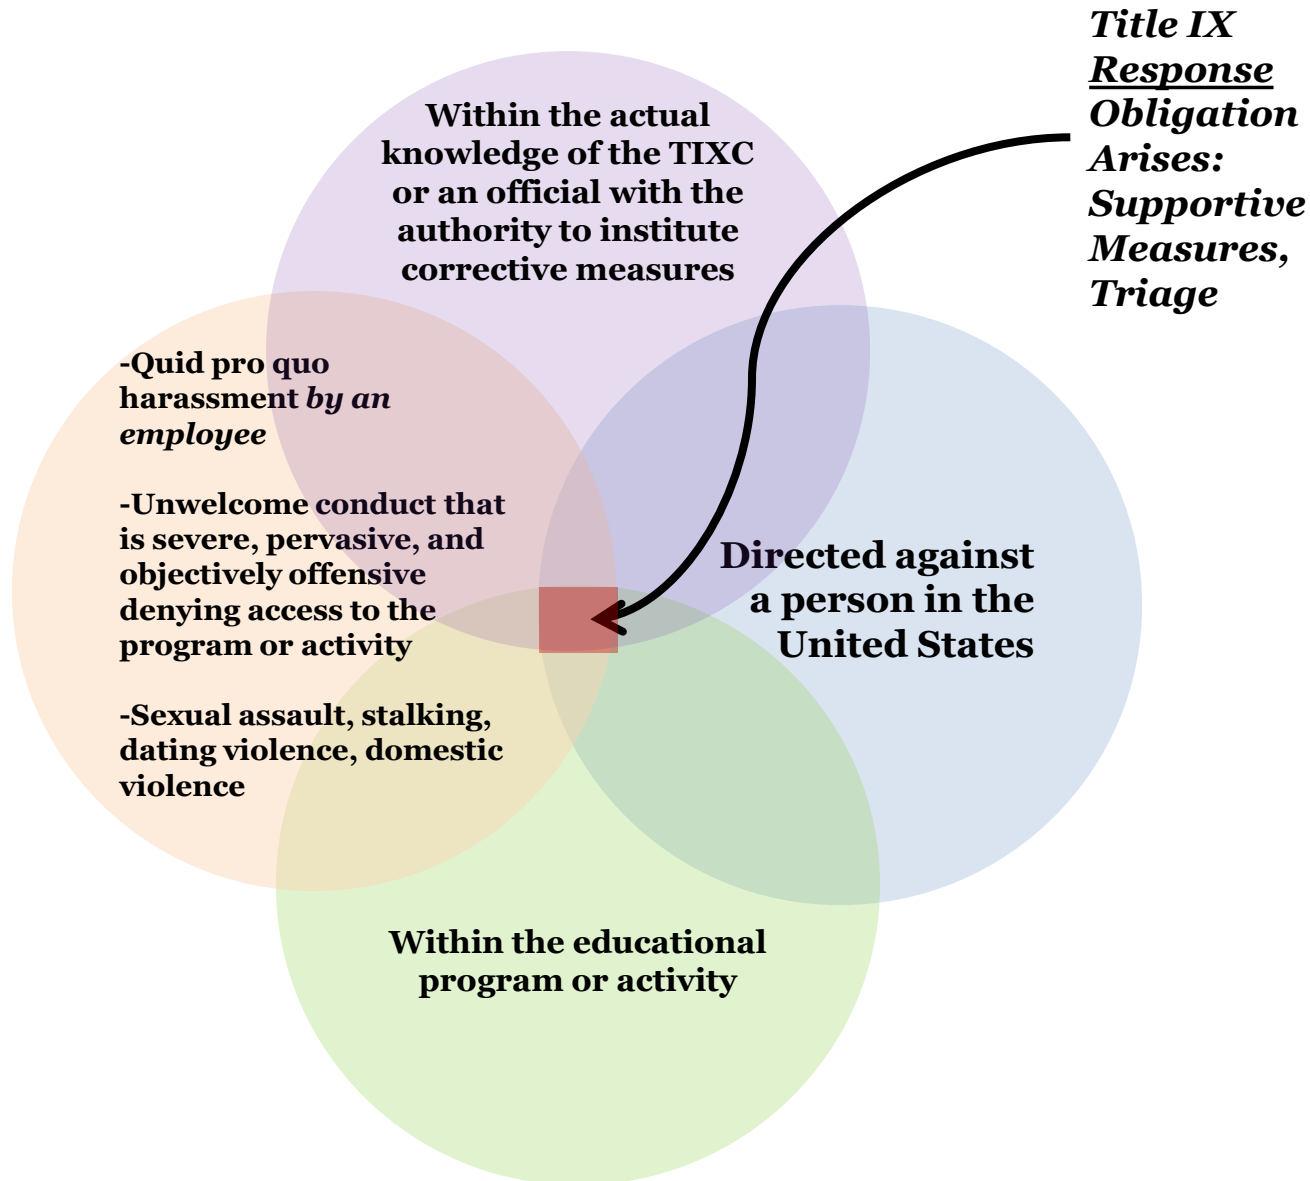 Title IX
Response
Obligation
Arises:
Supportive
Measures,
Triage
Within the actual
knowledge of the TIXC
or an official with the
authority to institute
corrective measures
-Quid pro quo
harassment by an
employee
-Unwelcome conduct that
is severe, pervasive, and
objectively offensive
denying access to the
program or activity
-Sexual assault, stalking,
dating violence, domestic
violence
Directed against
a person in the
United States
Within the educational
program or activity